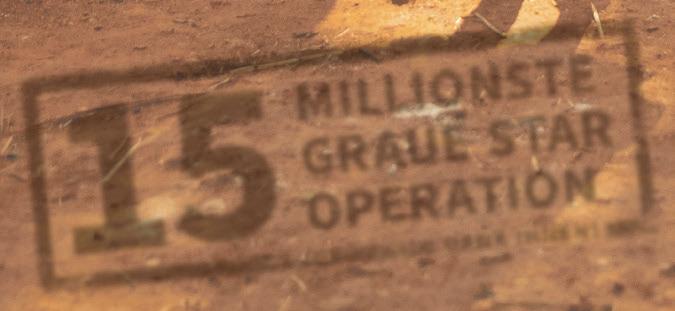 15
MILLIONSTE
GRAUE STAR
OPERATION